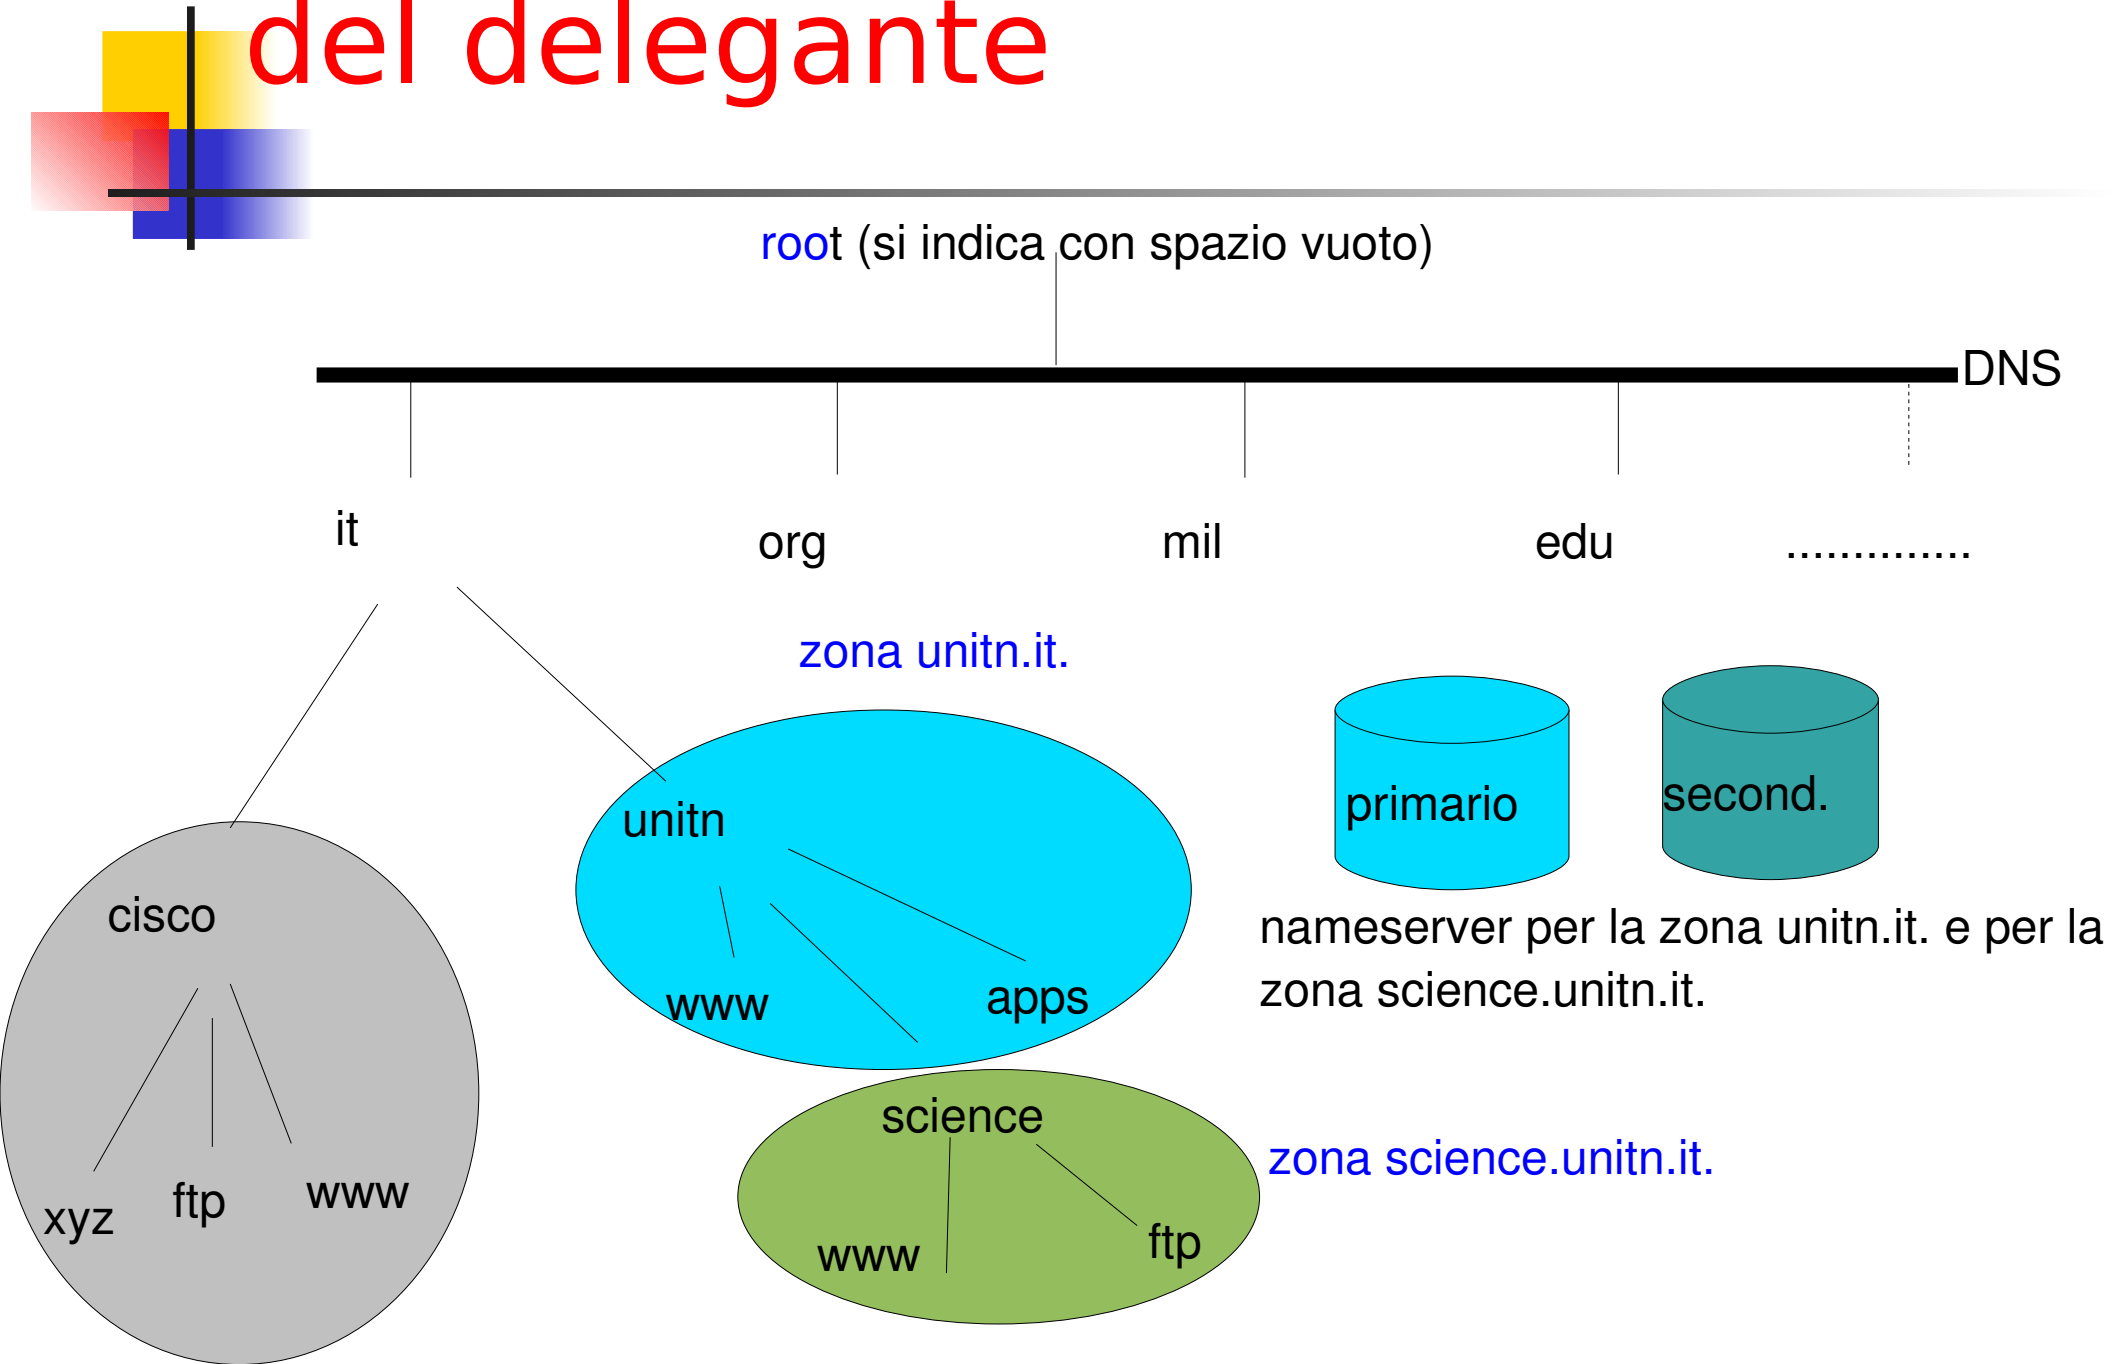 del delegante
root (si indica con spazio vuoto)
DNS
it
org
mil
edu
..............
zona unitn.it.
unitn
www
apps
primario
second.
nameserver per la zona unitn.it. e per la
zona science.unitn.it.
cisco
xyz
ftp
www
science
www
ftp
zona science.unitn.it.